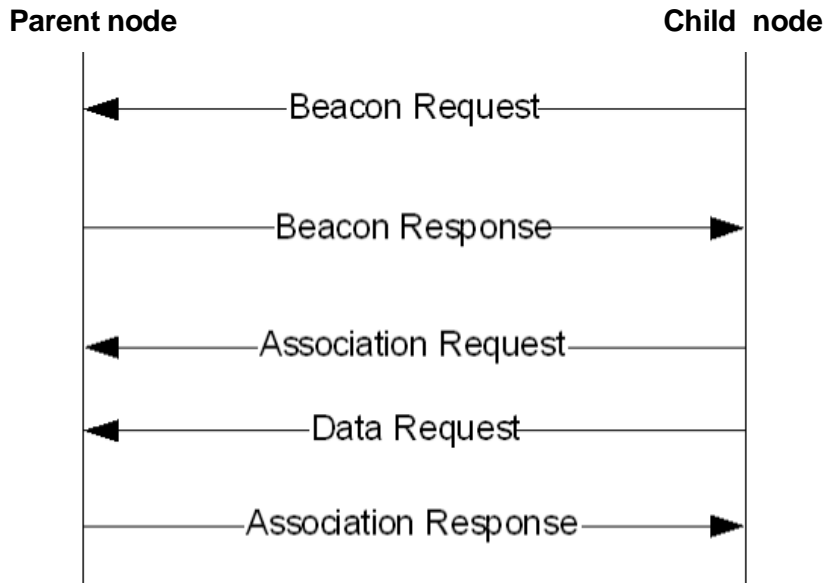 Parent node
Child node
Beacon Request
Beacon Response
Association Request
Data Request
Association Response